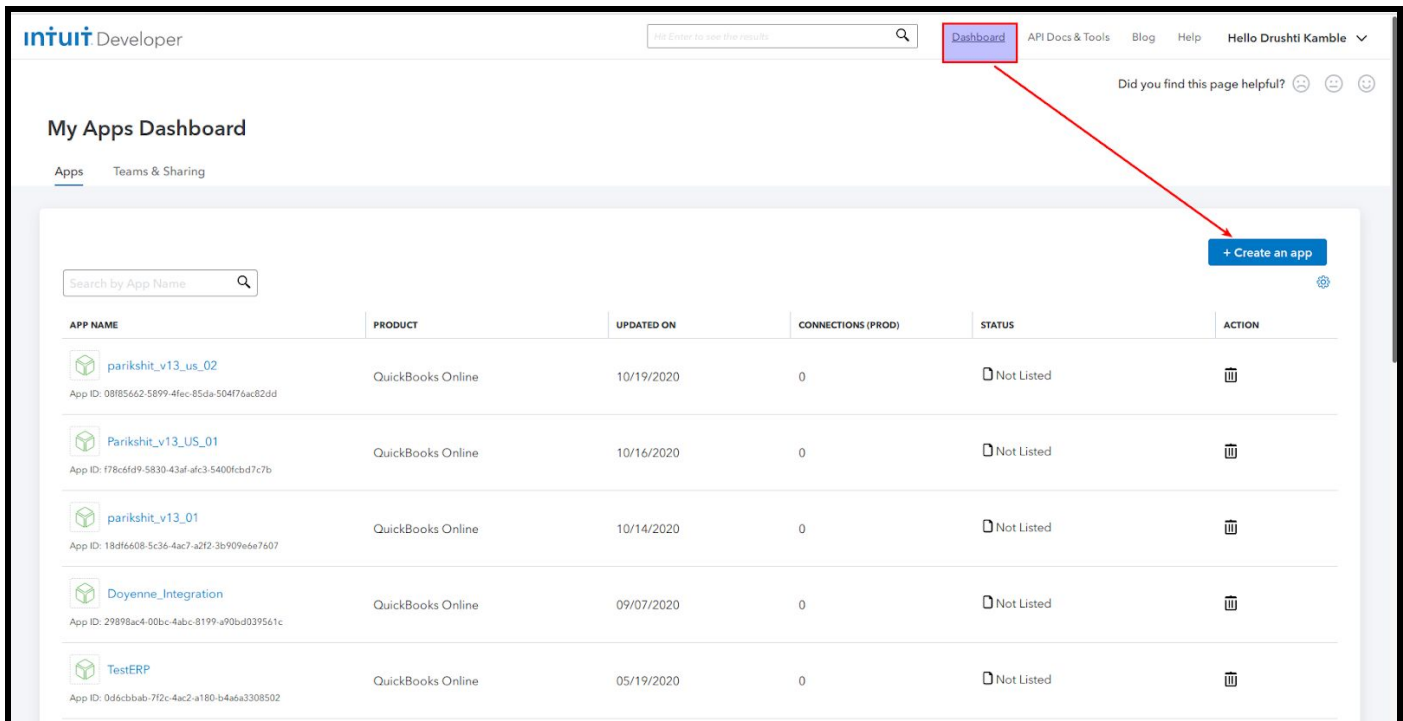 ıntuıt Developer
Hit Enter to see the results
Dashboard API Docs & Tools Blog Help Hello Drushti Kamble
Did you find this page helpful?
My Apps Dashboard
Apps Teams & Sharing
+ Create an app
Search by App Name
APP NAME PRODUCT UPDATED ON CONNECTIONS (PROD) STATUS ACTION
parikshit_v13_us_02
QuickBooks Online 10/19/2020 0 Not Listed
App ID: 08f85662-5899-4fec-85da-504f76ac82dd
Parikshit_v13_US_01
QuickBooks Online 10/16/2020 0 Not Listed
App ID: f78c6fd9-5830-43af-afc3-5400fcbd7c7b
parikshit_v13_01
QuickBooks Online 10/14/2020 0 Not Listed
App ID: 18df6608-5c36-4ac7-a2f2-3b909e6e7607
Doyenne_Integration
QuickBooks Online 09/07/2020 0 Not Listed
App ID: 29898ac4-00bc-4abc-8199-a90bd039561c
TestERP
QuickBooks Online 05/19/2020 0 Not Listed
App ID: 0d6cbbab-7f2c-4ac2-a180-b4a6a3308502